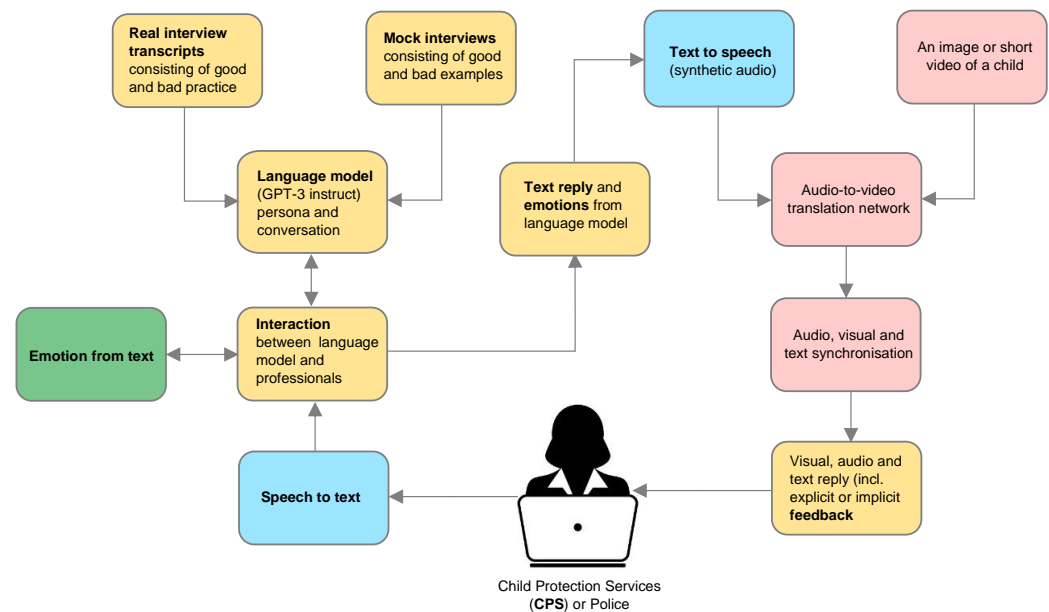 Real interview
transcripts
consisting of good
and bad practice
Mock interviews
consisting of good
and bad examples
Text to speech
(synthetic audio)
An image or short
video of a child
Language model
(GPT-3 instruct)
persona and
conversation
Text reply and
emotions from
language model
Audio-to-video
translation network
Emotion from text
Interaction
between language
model and
professionals
Audio, visual and
text synchronisation
Speech to text
Visual, audio and
text reply (incl.
explicit or implicit
feedback
Child Protection Services
(CPS) or Police